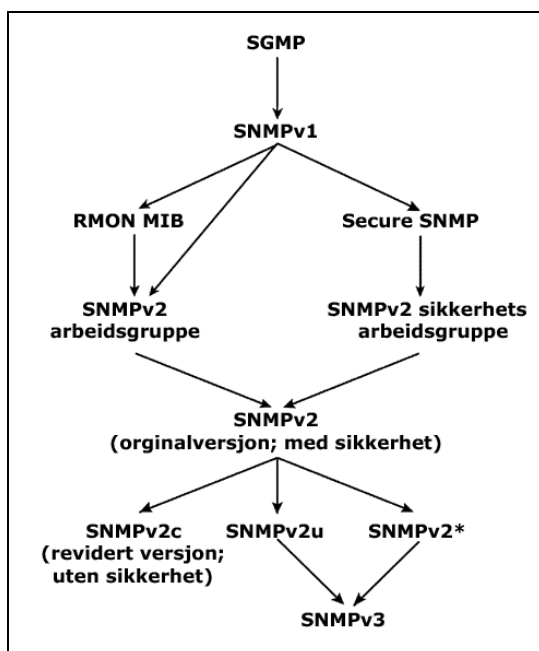 SGMP
SNMPv1
RMON MIB
Secure SNMP
SNMPv2
arbeidsgruppe
SNMPv2 sikkerhets
arbeidsgruppe
SNMPv2
(orginalversjon; med sikkerhet)
SNMPv2c
(revidert versjon;
uten sikkerhet)
SNMPv2u
SNMPv2*
SNMPv3